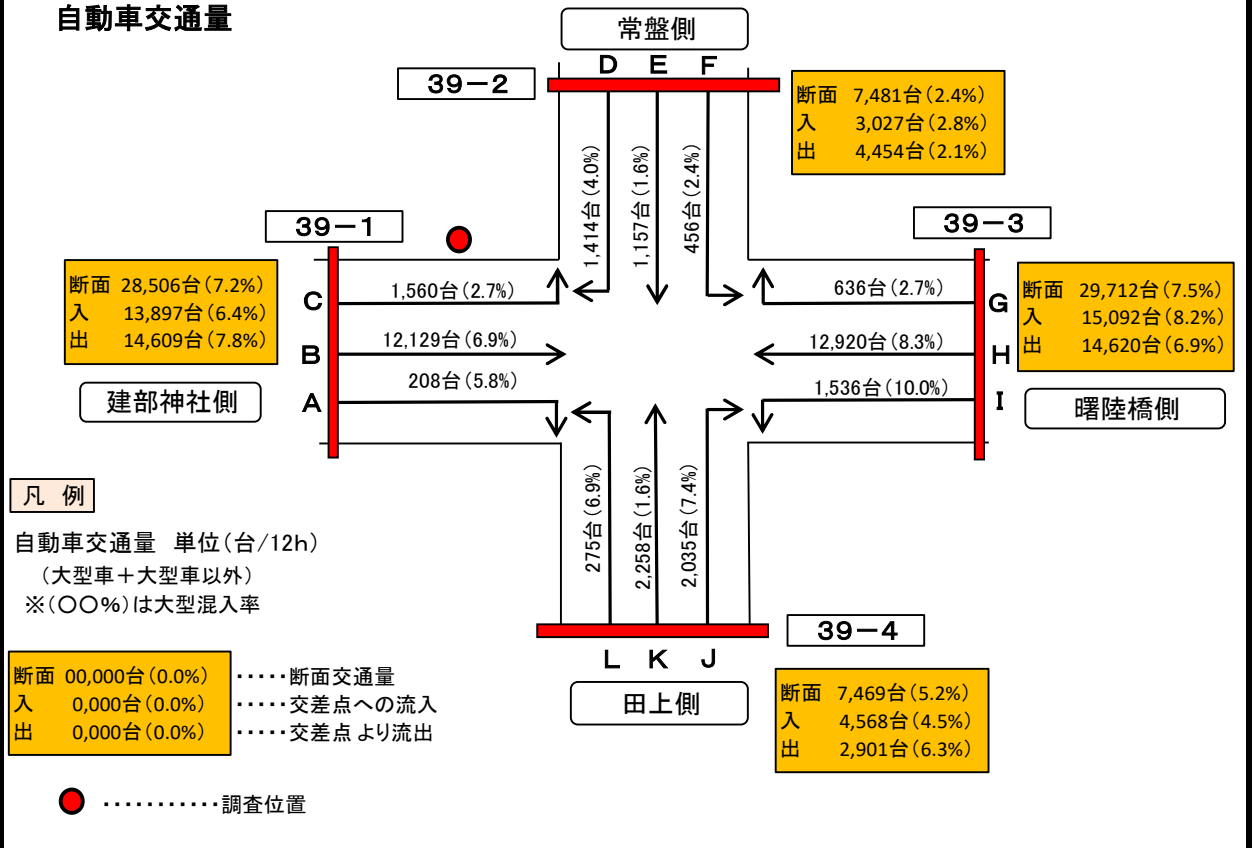 自動車交通量
常盤側
D E F
39－2
断面 7,481台(2.4%)
入 3,027台(2.8%)
出 4,454台(2.1%)
1,414台(4.0%)
1,157台(1.6%)
456台(2.4%)
39－1
39－3
断面 28,506台(7.2%)
入 13,897台(6.4%)
出 14,609台(7.8%)
C
1,560台(2.7%)
B
12,129台(6.9%)
A
208台(5.8%)
建部神社側
636台(2.7%)
G
12,920台(8.3%)
H
1,536台(10.0%)
I
断面 29,712台(7.5%)
入 15,092台(8.2%)
出 14,620台(6.9%)
曙陸橋側
275台(6.9%)
2,258台(1.6%)
2,035台(7.4%)
39－4
L K J
田上側
断面 7,469台(5.2%)
入 4,568台(4.5%)
出 2,901台(6.3%)
凡 例
自動車交通量 単位(台/12h)
(大型車＋大型車以外)
※(〇〇%)は大型混入率
断面 00,000台(0.0%) ‥‥‥断面交通量
入 0,000台(0.0%) ‥‥‥交差点への流入
出 0,000台(0.0%) ‥‥‥交差点より流出
‥‥‥‥‥‥調査位置